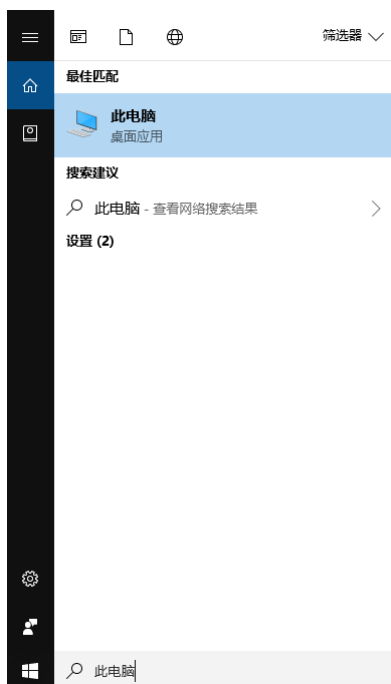 筛选器
最佳匹配
此电脑
桌面应用
搜索建议
此电脑 - 查看网络搜索结果
设置 (2)
此电脑